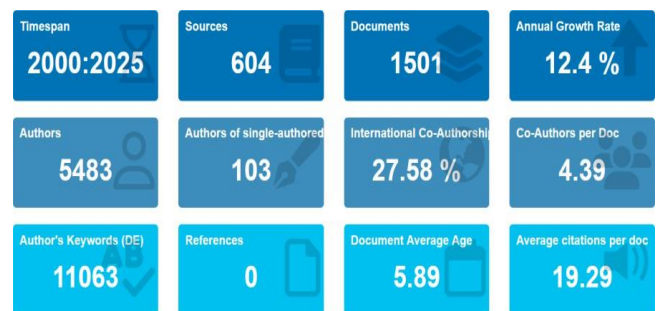 Timespan
2000:2025
Sources
604
Documents
1501
Annual Growth Rate
12.4 %
Authors
5483
Authors of single-authored
103
International Co-Authorshi
27.58 %
Co-Authors per Doc
4.39
Author's Keywords (DE)
11063
References
0
Document Average Age
5.89
Average citations per doc
19.29